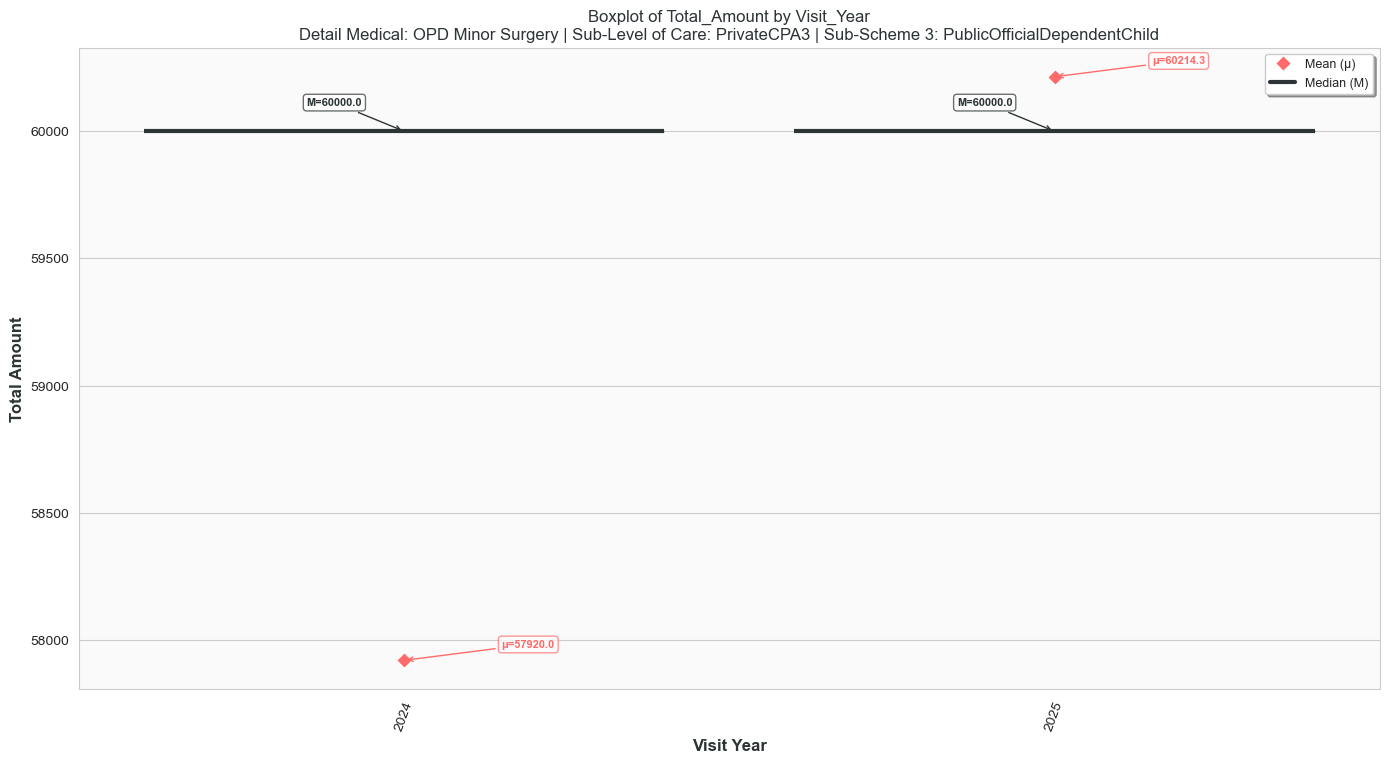 Boxplot of Total_Amount by Visit_Year
Detail Medical: OPD Minor Surgery | Sub-Level of Care: PrivateCPA3 | Sub-Scheme 3: PublicOfficialDependentChild
μ=60214.3
Mean (μ)
Median (M)
M=60000.0
M=60000.0
60000
59500
59000
58500
58000
Total Amount
μ=57920.0
2024
2025
Visit Year